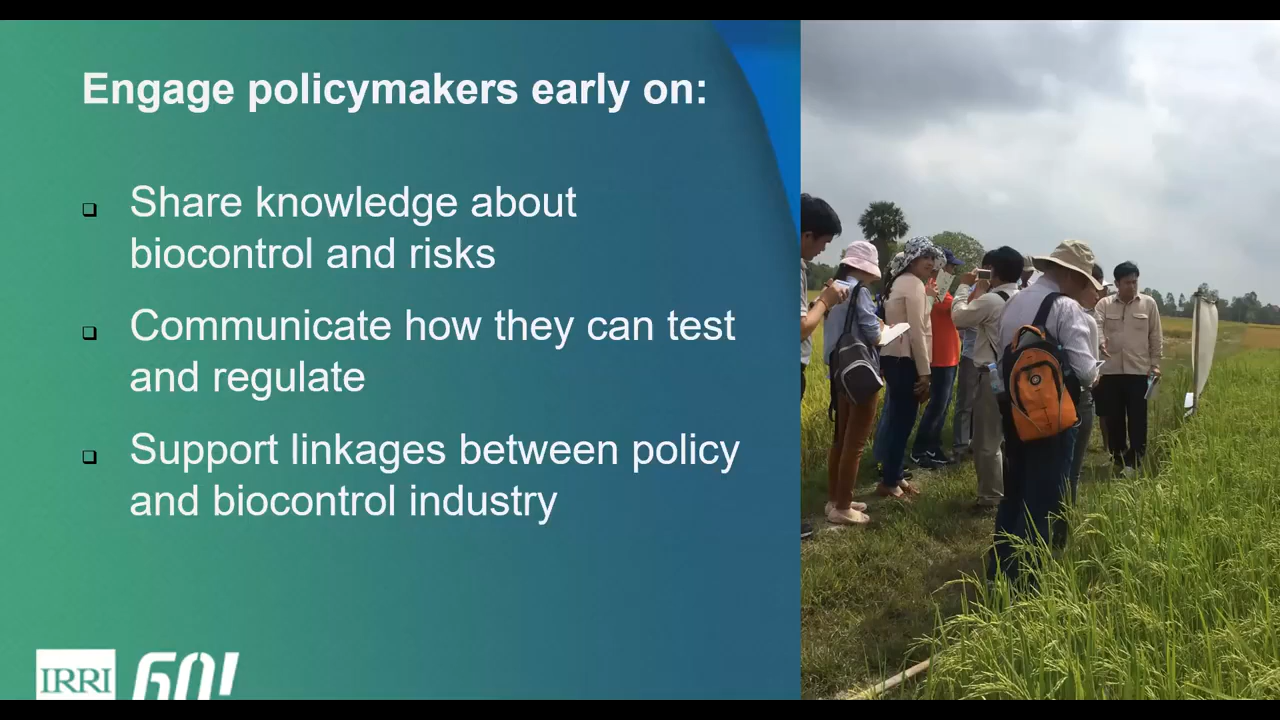 Engage policymakers early on:
Share knowledge about
biocontrol and risks
Communicate how they can test
and regulate
Support linkages between policy
and biocontrol industry
IRRI 60!